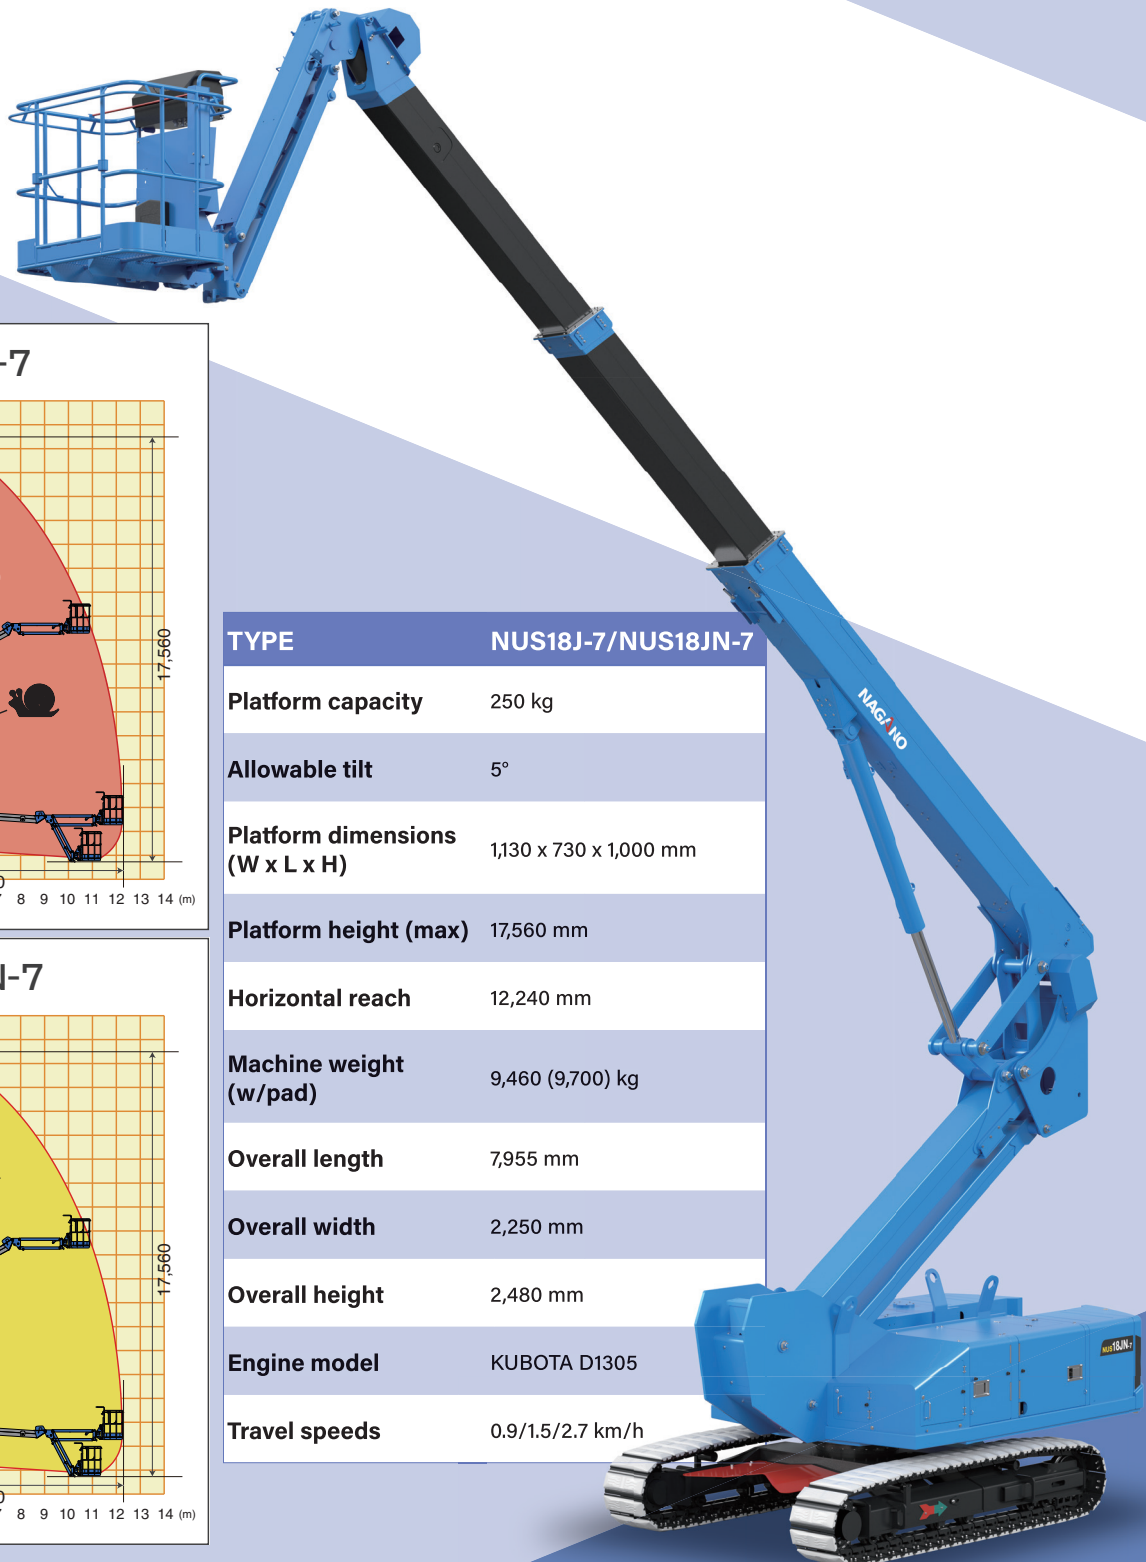 -7
17,560
0
7 8 9 10 11 12 13 14 (m)
N-7
17,560
0
7 8 9 10 11 12 13 14 (m)
TYPE NUS18J-7/NUS18JN-7
Platform capacity 250 kg
Allowable tilt 5°
Platform dimensions
(W x L x H) 1,130 x 730 x 1,000 mm
Platform height (max) 17,560 mm
Horizontal reach 12,240 mm
Machine weight
(w/pad) 9,460 (9,700) kg
Overall length 7,955 mm
Overall width 2,250 mm
Overall height 2,480 mm
Engine model KUBOTA D1305
Travel speeds 0.9/1.5/2.7 km/h
NAGANO
NUS18JN-7